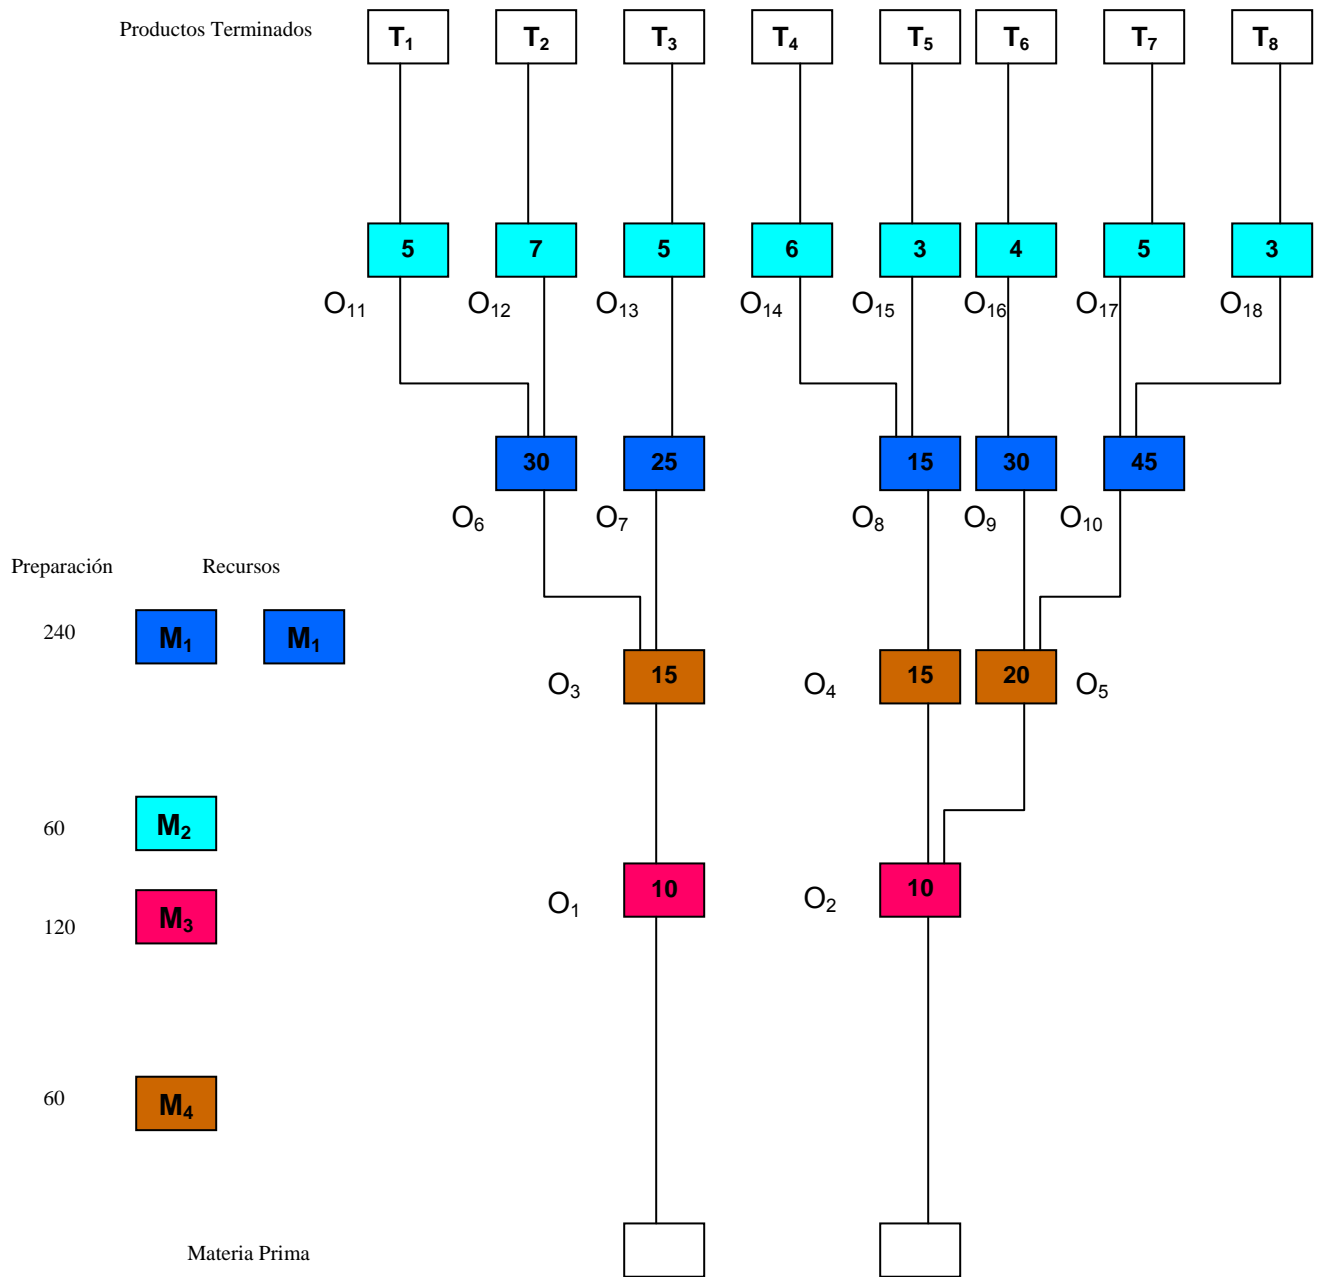 Productos Terminados T₁ T₂ T₃ T₄ T₅ T₆ T₇ T₈
5 7 5 6 3 4 5 3
O₁₁ O₁₂ O₁₃ O₁₄ O₁₅ O₁₆ O₁₇ O₁₈
30 25 15 30 45
O₆ O₇ O₈ O₉ O₁₀
Preparación Recursos
240 M₁ M₁
15 15 20
O₃ O₄ O₅
60 M₂
10 10
O₁ O₂
120 M₃
60 M₄
Materia Prima